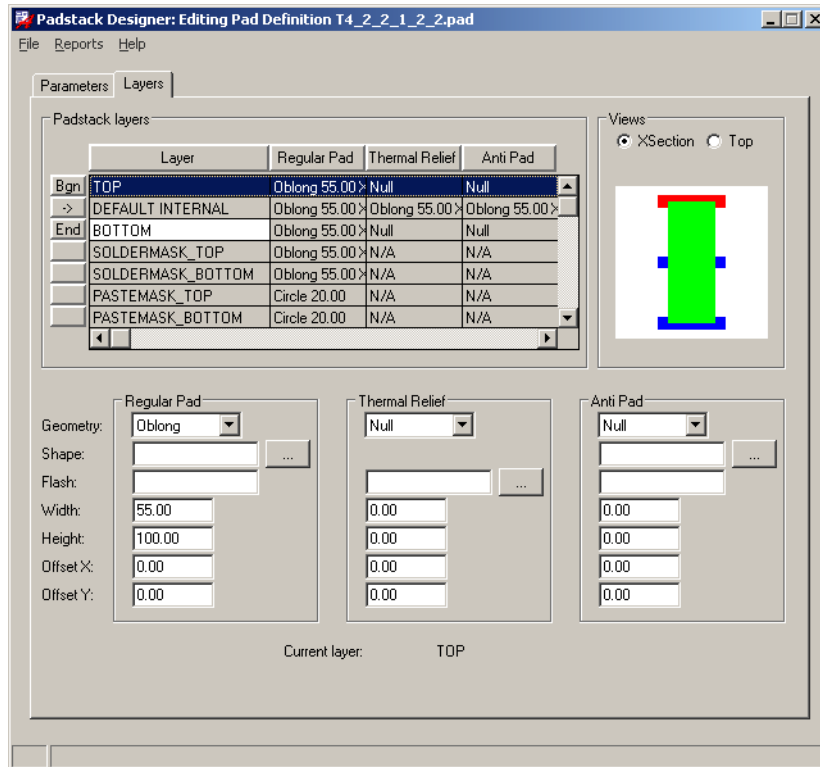 Padstack Designer: Editing Pad Definition T4_2_2_1_2_2.pad
File Reports Help
Parameters Layers
Padstack layers
Views
XSection Top
Layer Regular Pad Thermal Relief Anti Pad
Bgn TOP Oblong 55.00 X Null Null
-> DEFAULT INTERNAL Oblong 55.00 X Oblong 55.00 X Oblong 55.00 X
End BOTTOM Oblong 55.00 X Null Null
SOLDERMASK_TOP Oblong 55.00 X N/A N/A
SOLDERMASK_BOTTOM Oblong 55.00 X N/A N/A
PASTEMASK_TOP Circle 20.00 N/A N/A
PASTEMASK_BOTTOM Circle 20.00 N/A N/A
Regular Pad Thermal Relief Anti Pad
Geometry: Oblong Null Null
Shape: ... ...
Flash: ...
Width: 55.00 0.00 0.00
Height: 100.00 0.00 0.00
Offset X: 0.00 0.00 0.00
Offset Y: 0.00 0.00 0.00
Current layer: TOP